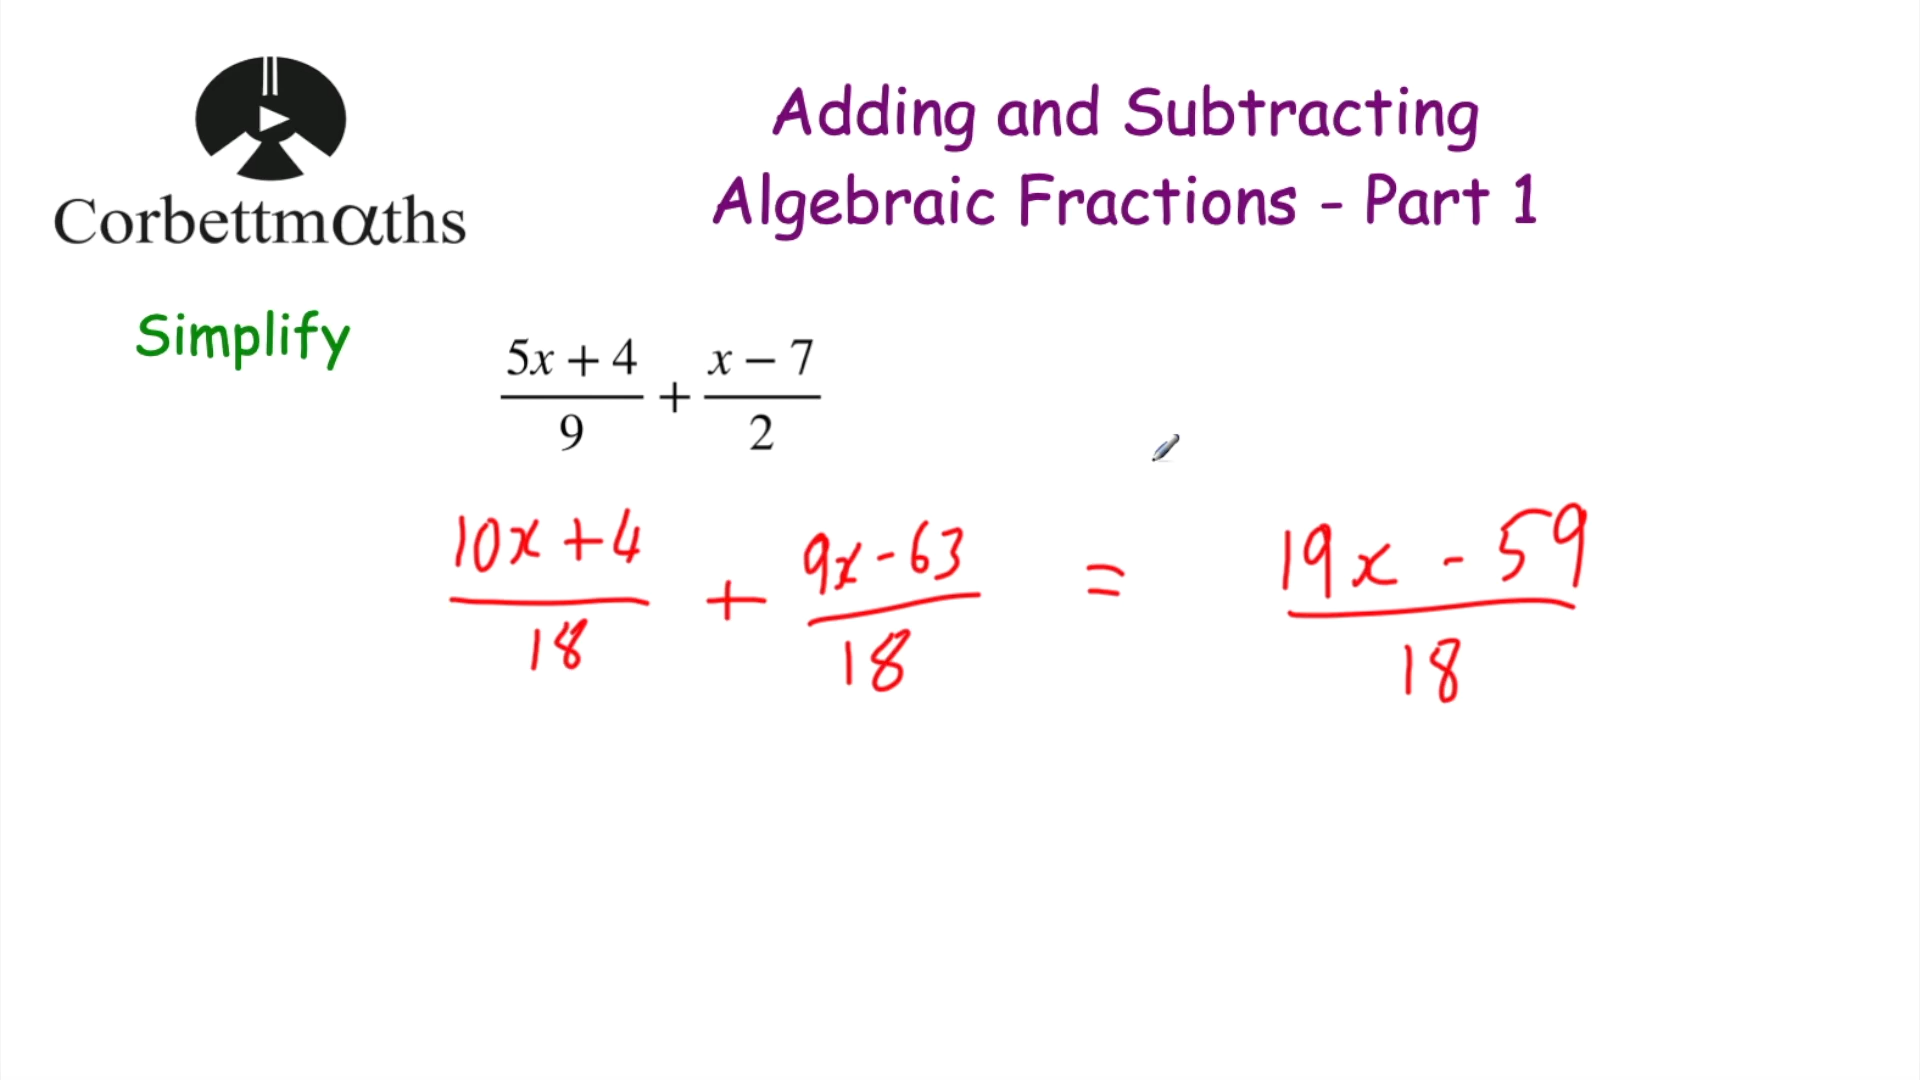 Corbettmαths
Adding and Subtracting
Algebraic Fractions - Part 1
Simplify
(5x + 4)/9 + (x − 7)/2
(10x + 4)/18 + (9x - 63)/18 = (19x - 59)/18